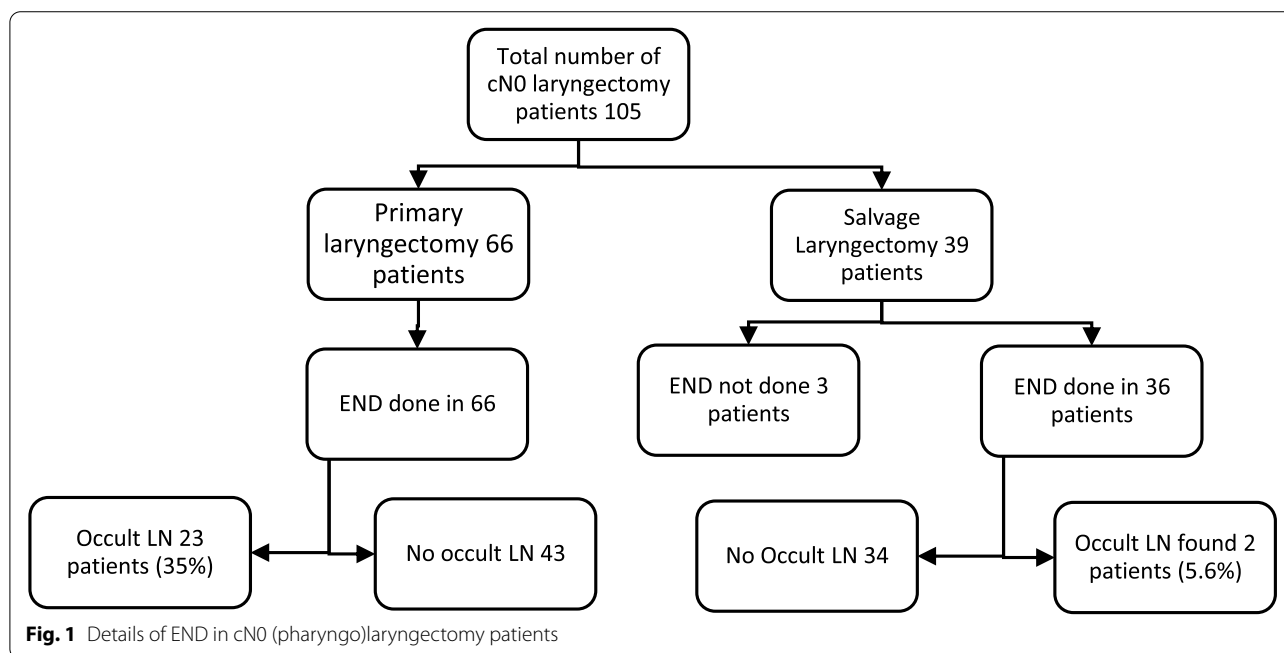 Total number of
cN0 laryngectomy
patients 105
Primary
laryngectomy 66
patients
Salvage
Laryngectomy 39
patients
END done in 66
END not done 3
patients
END done in 36
patients
Occult LN 23
patients (35%)
No occult LN 43
No Occult LN 34
Occult LN found 2
patients (5.6%)
Fig. 1 Details of END in cN0 (pharyngo)laryngectomy patients